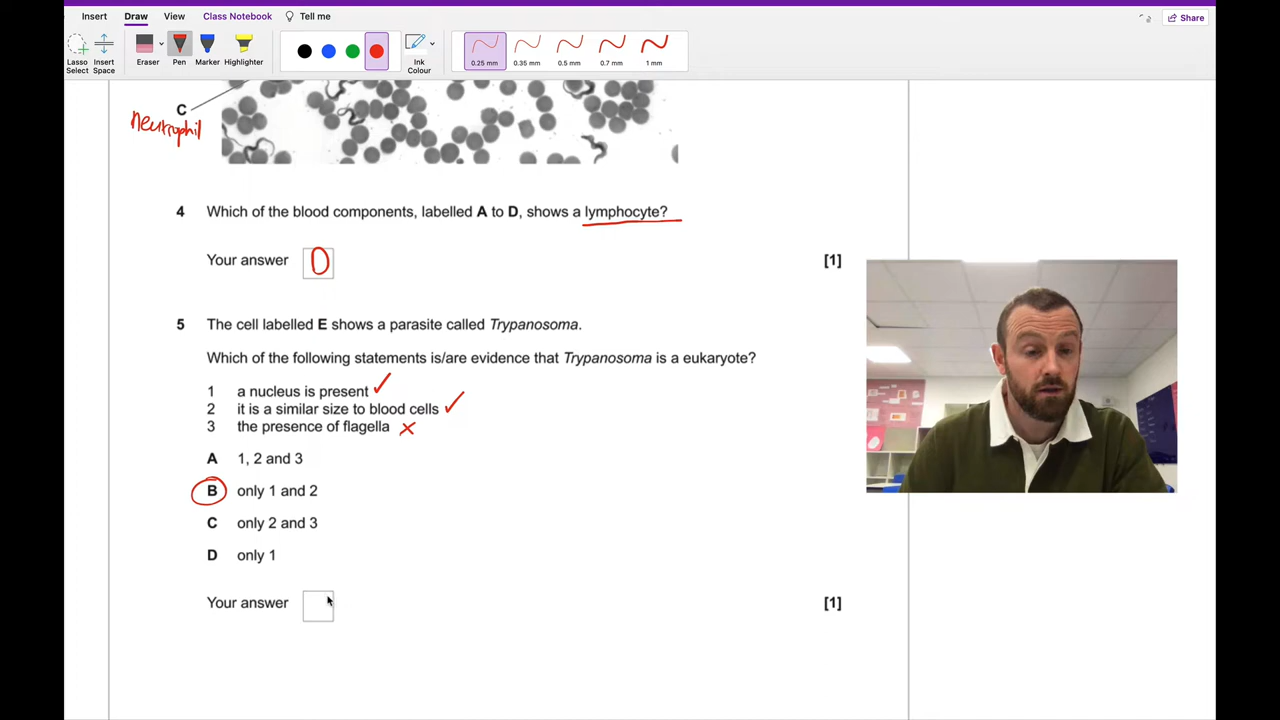 Insert Draw View Class Notebook Tell me Share
Lasso Select Insert Space Eraser Pen Marker Highlighter Ink Colour 0.25 mm 0.35 mm 0.5 mm 0.7 mm 1 mm
C
neutrophil
4 Which of the blood components, labelled A to D, shows a lymphocyte?
Your answer D [1]
5 The cell labelled E shows a parasite called Trypanosoma.
Which of the following statements is/are evidence that Trypanosoma is a eukaryote?
1 a nucleus is present ✓
2 it is a similar size to blood cells ✓
3 the presence of flagella ×
A 1, 2 and 3
B only 1 and 2
C only 2 and 3
D only 1
Your answer [1]